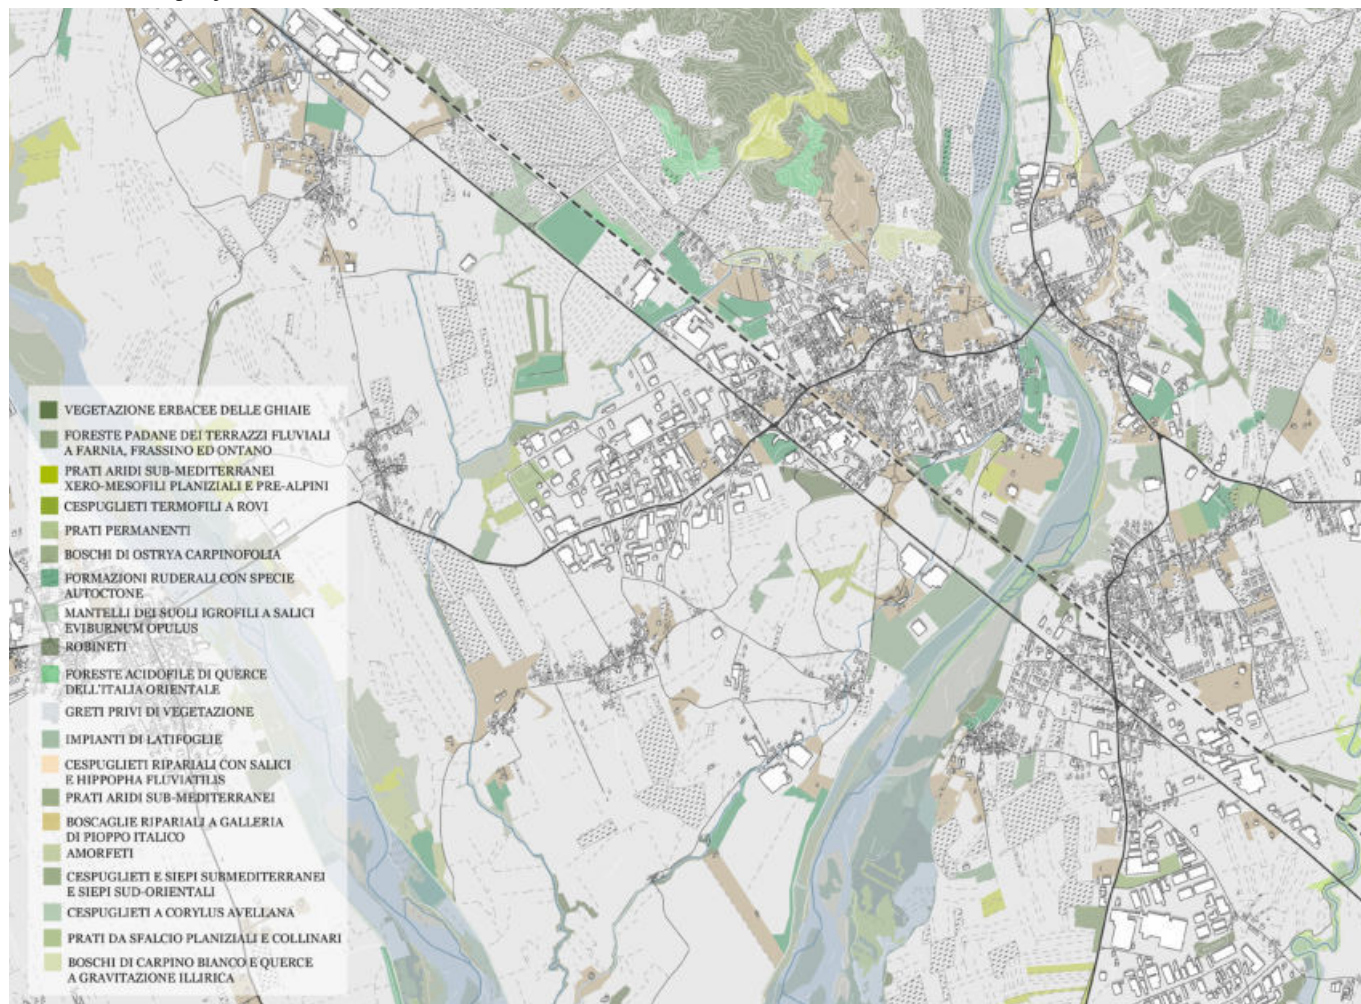 VEGETAZIONE ERBACEE DELLE GHIAIE
FORESTE PADANE DEI TERRAZZI FLUVIALI
A FARNIA, FRASSINO ED ONTANO
PRATI ARIDI SUB-MEDITERRANEI
XERO-MESOFILI PLANIZIALI E PRE-ALPINI
CESPUGLIETI TERMOFILI A ROVI
PRATI PERMANENTI
BOSCHI DI OSTRYA CARPINOFOLIA
FORMAZIONI RUDERALI CON SPECIE
AUTOCTONE
MANTELLI DEI SUOLI IGROFILI A SALICI
EVIBURNUM OPULUS
ROBINETI
FORESTE ACIDOFILE DI QUERCE
DELL'ITALIA ORIENTALE
GRETI PRIVI DI VEGETAZIONE
IMPIANTI DI LATIFOGLIE
CESPUGLIETI RIPARIALI CON SALICI
E HIPPOPHA FLUVIATILIS
PRATI ARIDI SUB-MEDITERRANEI
BOSCAGLIE RIPARIALI A GALLERIA
DI PIOPPO ITALICO
AMORFETI
CESPUGLIETI E SIEPI SUBMEDITERRANEI
E SIEPI SUD-ORIENTALI
CESPUGLIETI A CORYLUS AVELLANA
PRATI DA SFALCIO PLANIZIALI E COLLINARI
BOSCHI DI CARPINO BIANCO E QUERCE
A GRAVITAZIONE ILLIRICA